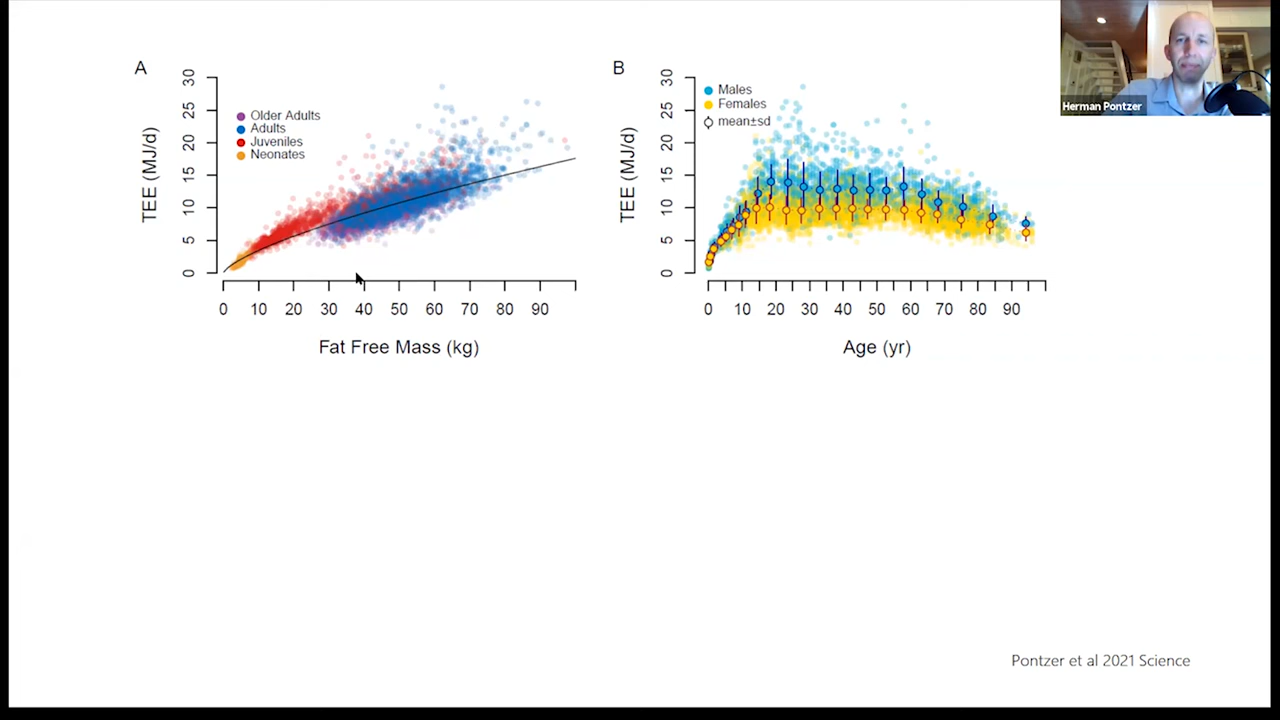 A
TEE (MJ/d)
30
25
20
15
10
5
0
Older Adults
Adults
Juveniles
Neonates
0 10 20 30 40 50 60 70 80 90
Fat Free Mass (kg)
B
TEE (MJ/d)
30
25
20
15
10
5
0
Males
Females
mean±sd
0 10 20 30 40 50 60 70 80 90
Age (yr)
Herman Pontzer
Pontzer et al 2021 Science